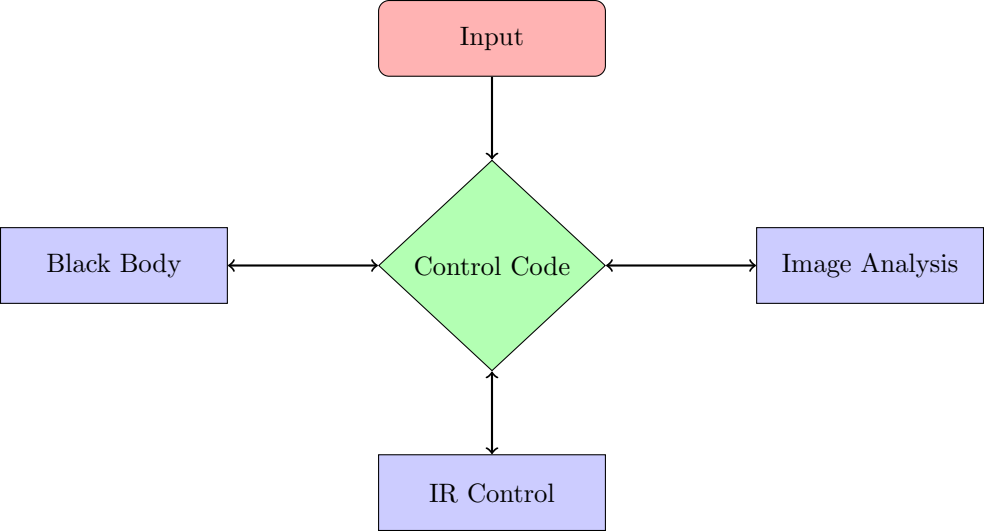 Input
Black Body
Control Code
Image Analysis
IR Control